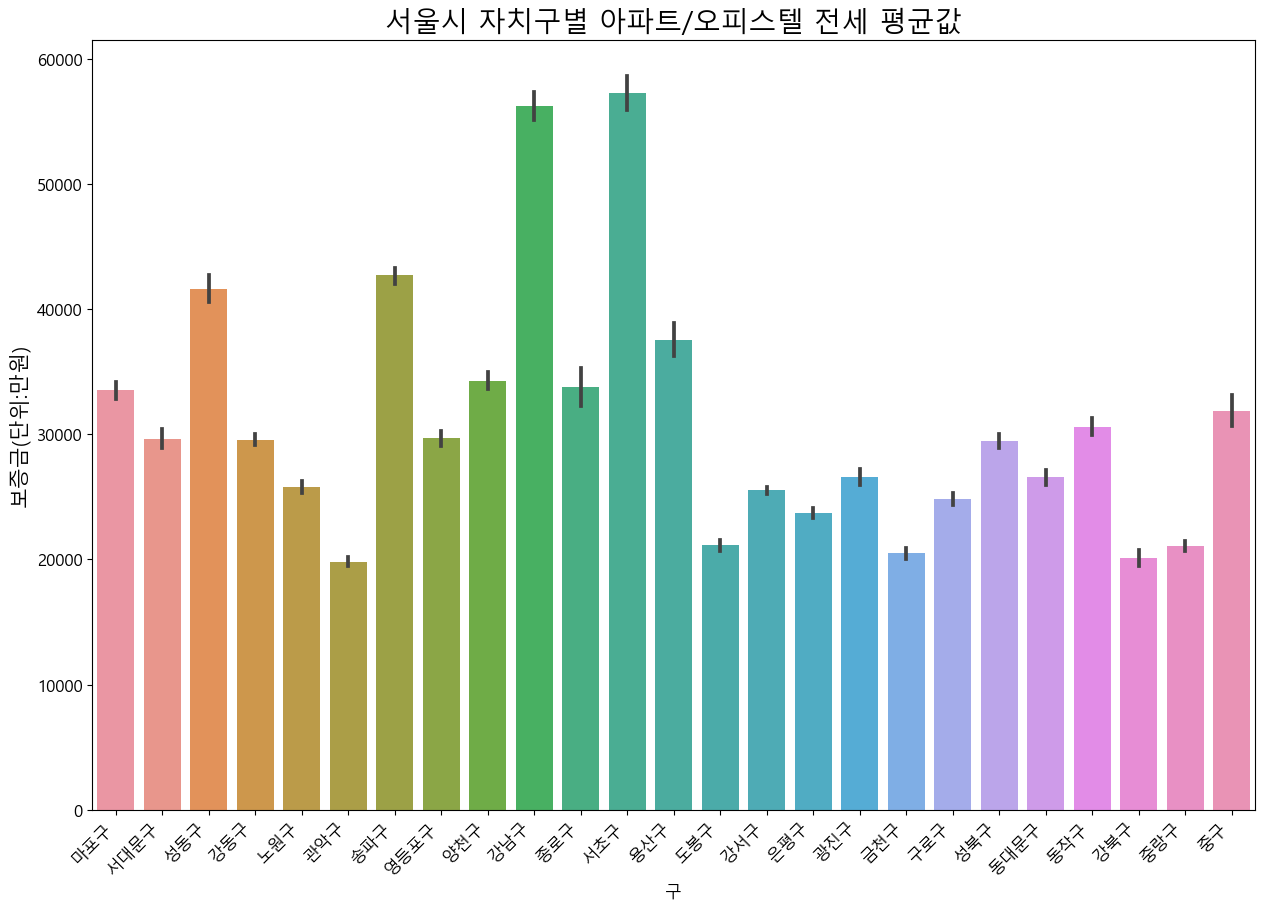 서울시 자치구별 아파트/오피스텔 전세 평균값
보증금(단위:만원)
60000
50000
40000
30000
20000
10000
0
마포구
서대문구
성동구
강동구
노원구
관악구
송파구
영등포구
양천구
강남구
종로구
서초구
용산구
도봉구
강서구
은평구
광진구
금천구
구로구
성북구
동대문구
동작구
강북구
중랑구
중구
구